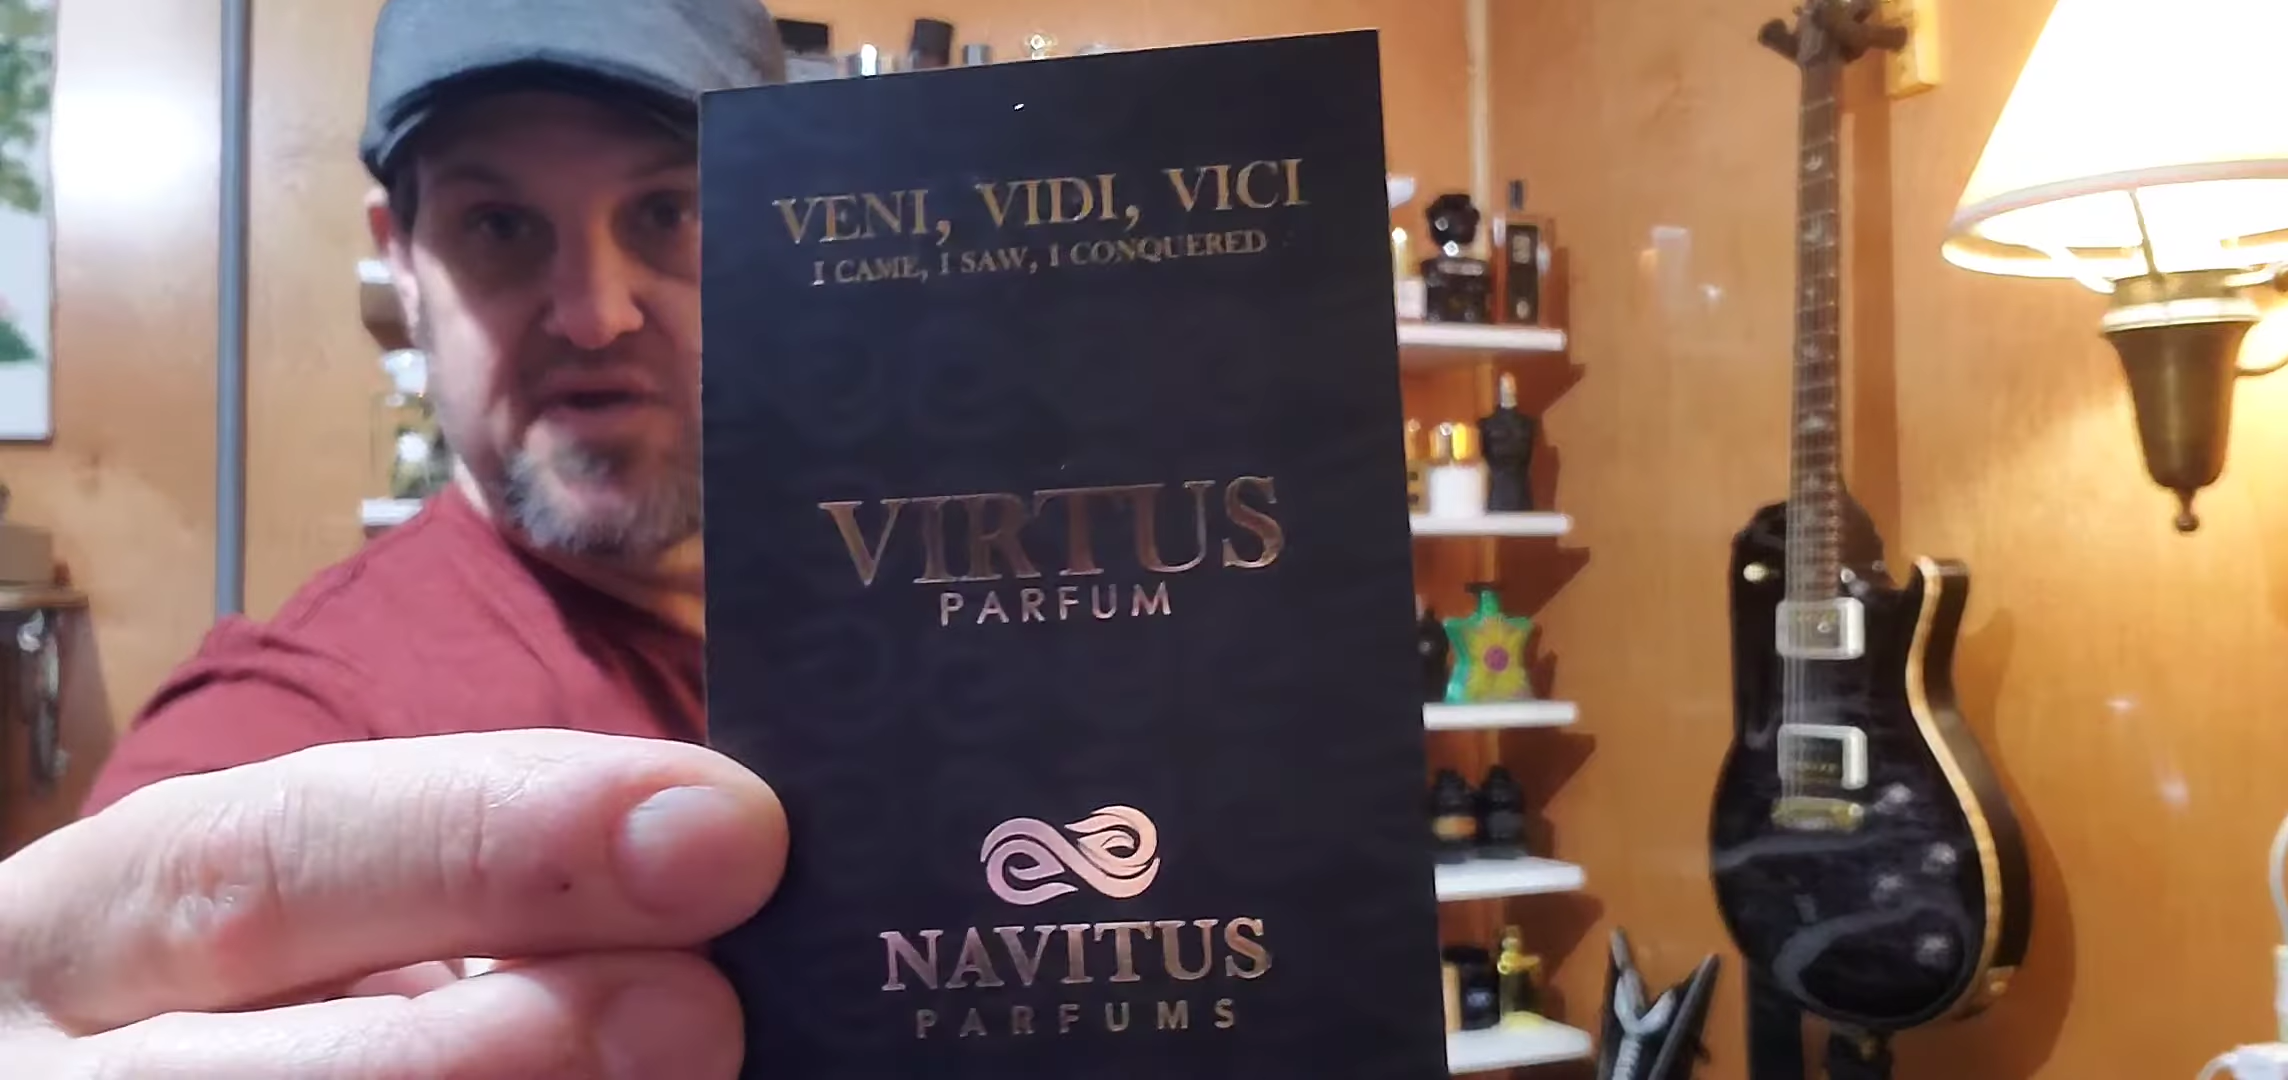 VENI, VIDI, VICI
I CAME, I SAW, I CONQUERED
VIRTUS
PARFUM
NAVITUS
PARFUMS